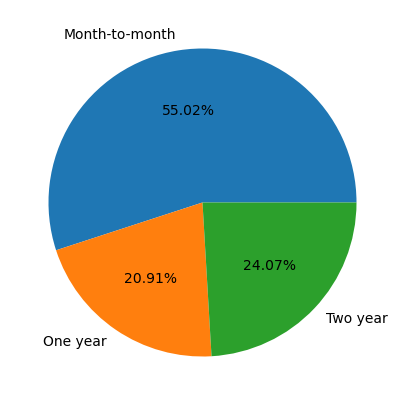 Month-to-month
55.02%
20.91%
24.07%
One year
Two year